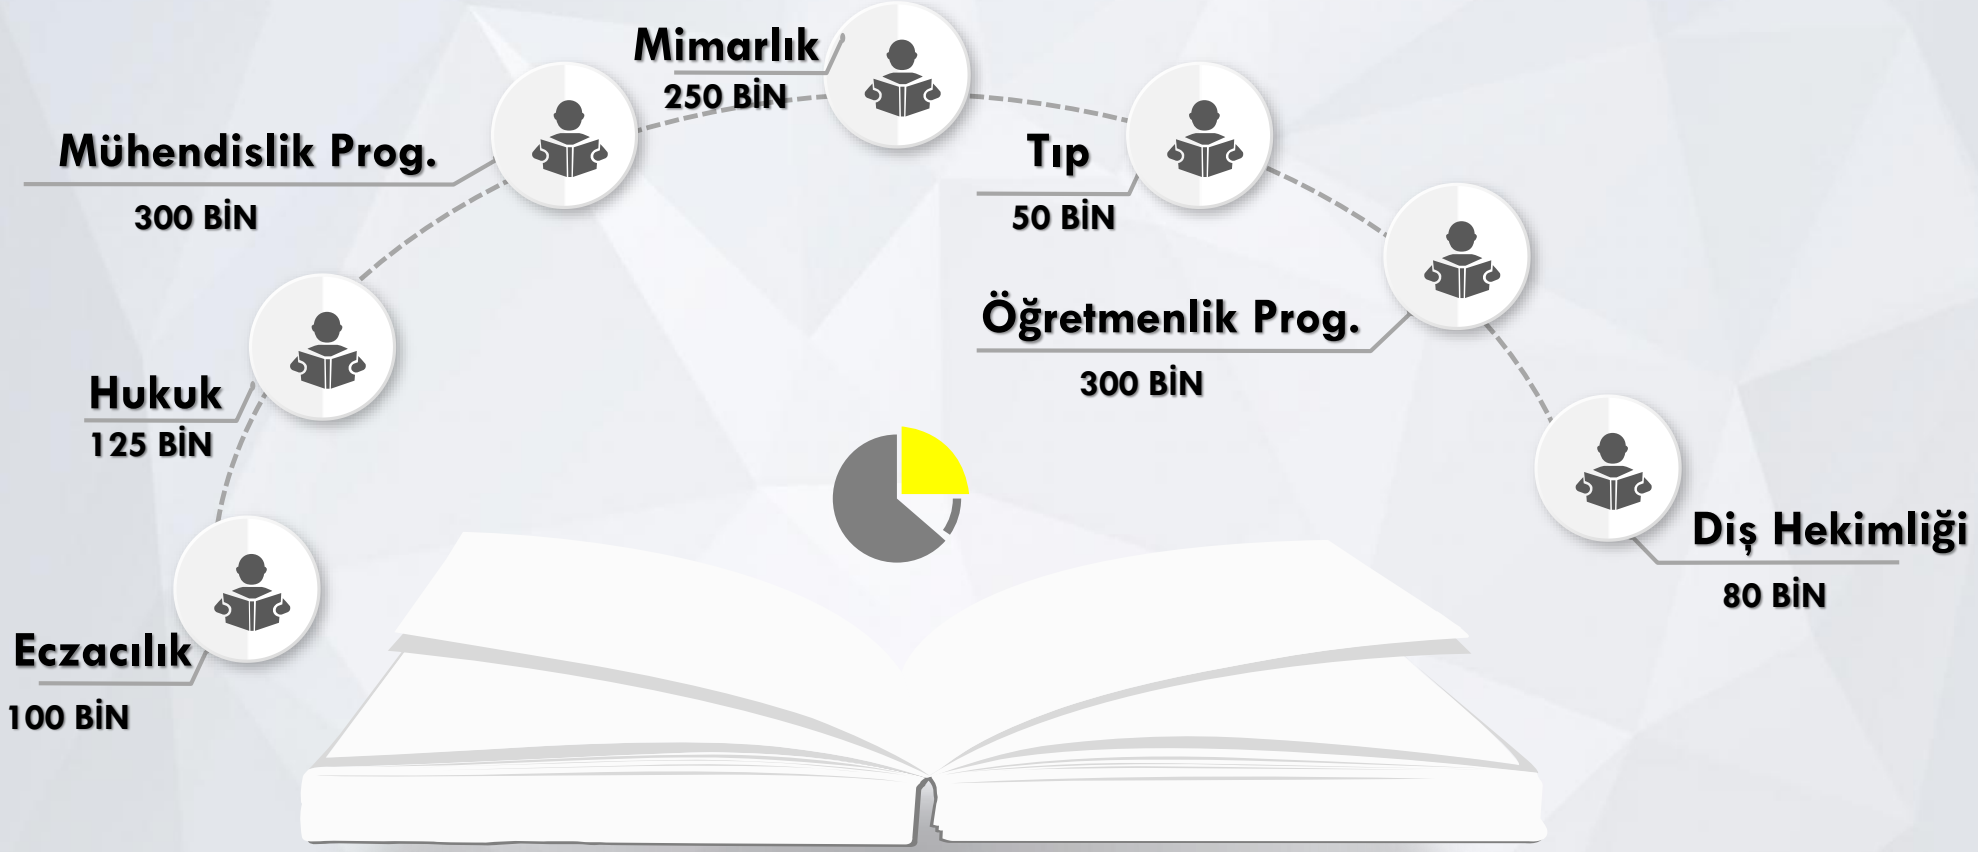 Mimarlık
250 BİN
Mühendislik Prog.
300 BİN
Tıp
50 BİN
Öğretmenlik Prog.
300 BİN
Hukuk
125 BİN
Diş Hekimliği
80 BİN
Eczacılık
100 BİN